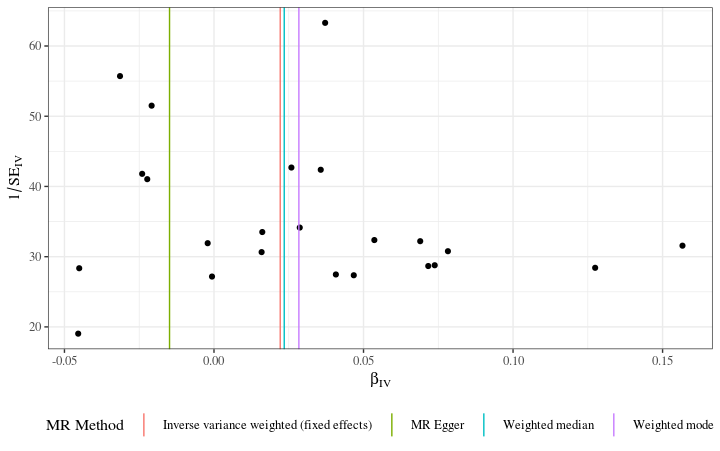 60
50
40
30
20
1/SE_IV
-0.05 0.00 0.05 0.10 0.15
β_IV
MR Method Inverse variance weighted (fixed effects) MR Egger Weighted median Weighted mode